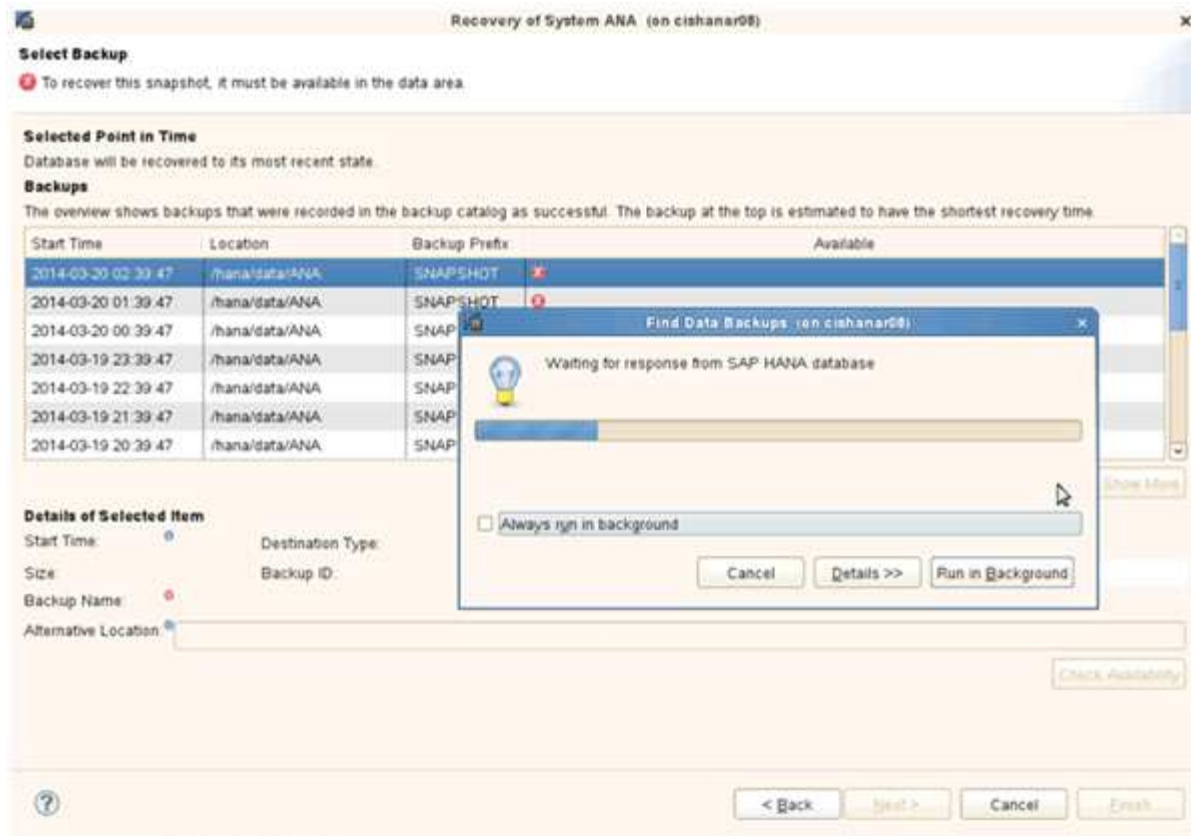 Recovery of System ANA (on cishanar08)
Select Backup
To recover this snapshot, it must be available in the data area.
Selected Point in Time
Database will be recovered to its most recent state.
Backups
The overview shows backups that were recorded in the backup catalog as successful. The backup at the top is estimated to have the shortest recovery time.
Start Time Location Backup Prefix Available
2014-03-20 02:39:47 /hana/data/ANA SNAPSHOT
2014-03-20 01:39:47 /hana/data/ANA SNAPSHOT
2014-03-20 00:39:47 /hana/data/ANA SNAP
2014-03-19 23:39:47 /hana/data/ANA SNAP
2014-03-19 22:39:47 /hana/data/ANA SNAP
2014-03-19 21:39:47 /hana/data/ANA SNAP
2014-03-19 20:39:47 /hana/data/ANA SNAP
Find Data Backups (on cishanar08)
Waiting for response from SAP HANA database
Always run in background
Cancel Details >> Run in Background
Show More
Details of Selected Item
Start Time: Destination Type:
Size: Backup ID:
Backup Name:
Alternative Location:
Check Availability
< Back Next > Cancel Finish